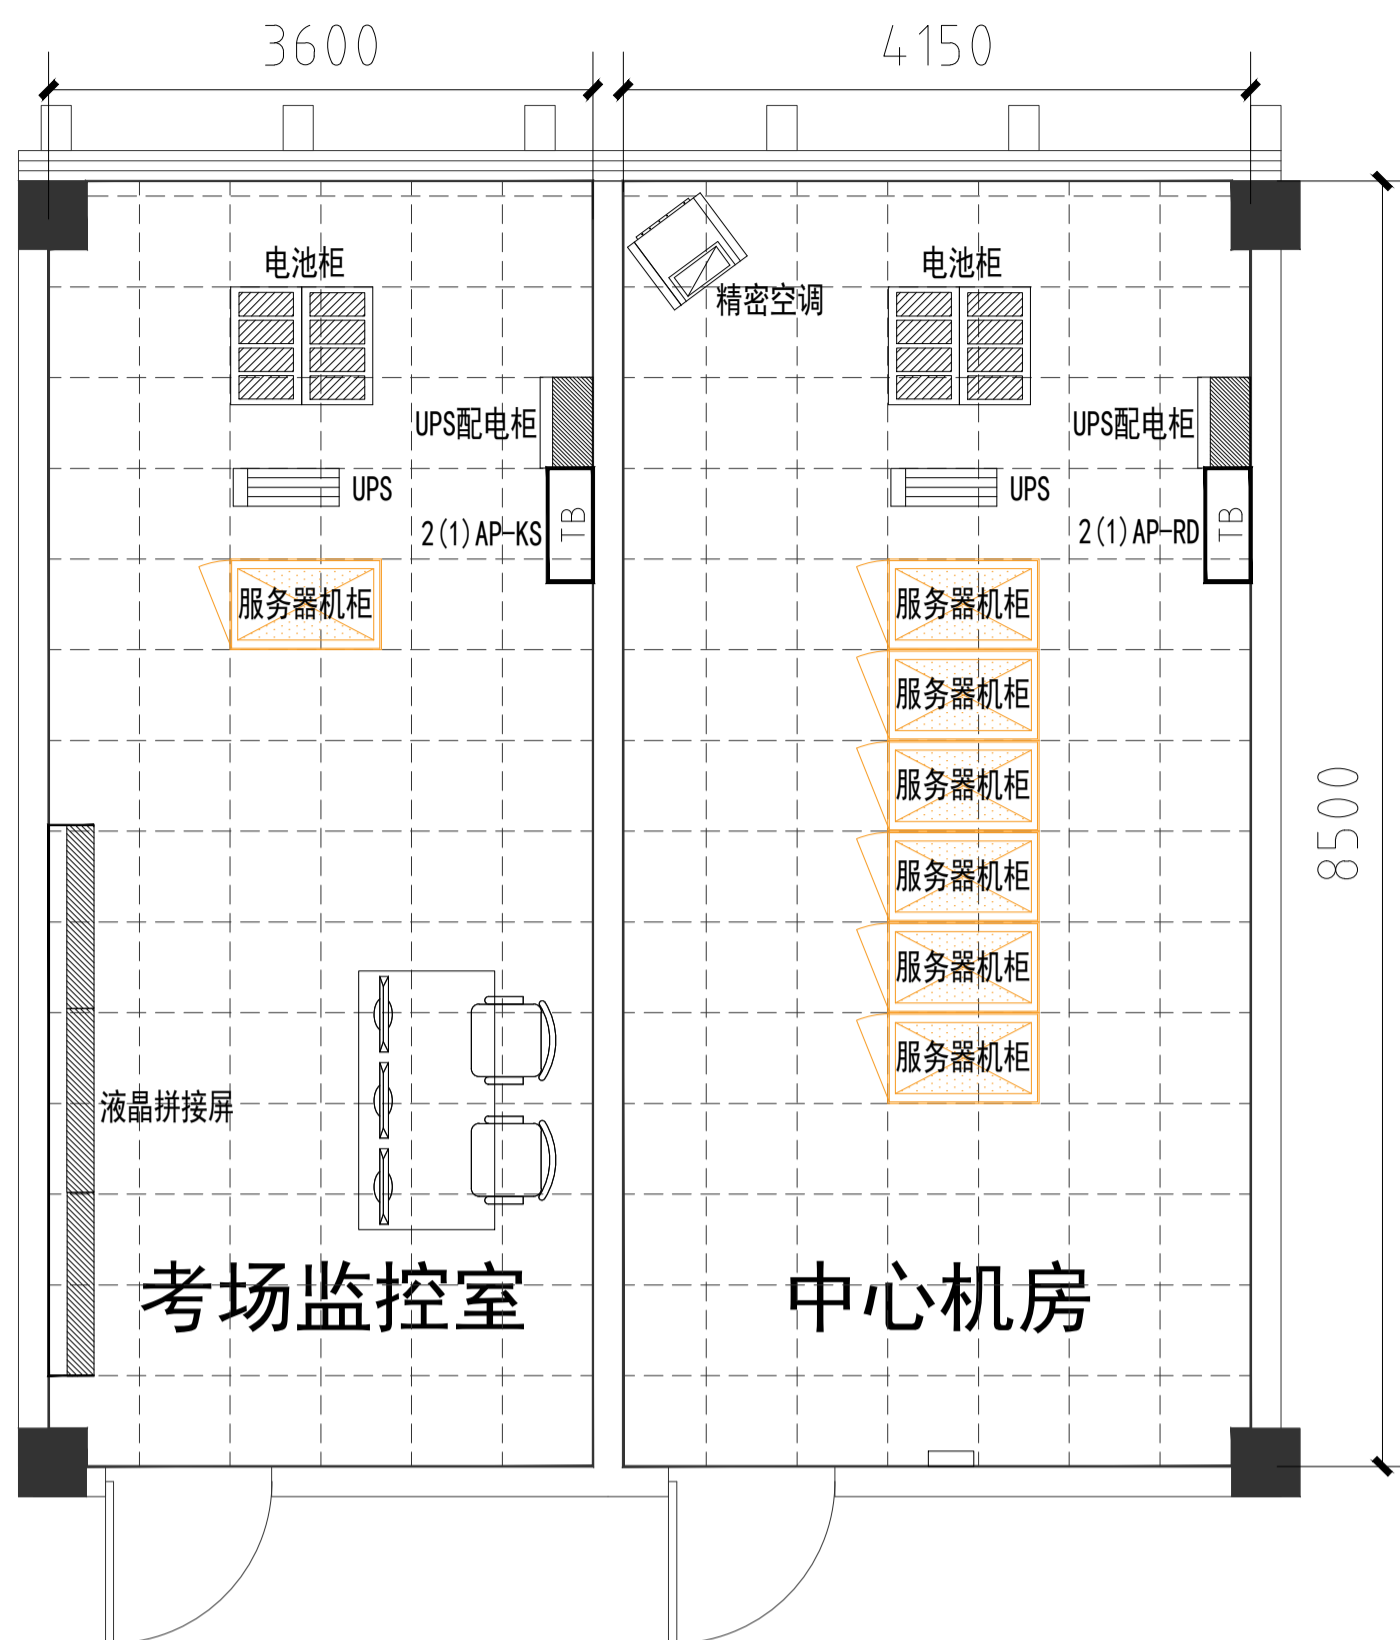 3600
4150
电池柜
电池柜
精密空调
UPS配电柜
UPS配电柜
UPS
UPS
2(1)AP-KS
TB
2(1)AP-RD
TB
服务器机柜
服务器机柜
服务器机柜
服务器机柜
8500
服务器机柜
服务器机柜
服务器机柜
液晶拼接屏
考场监控室
中心机房